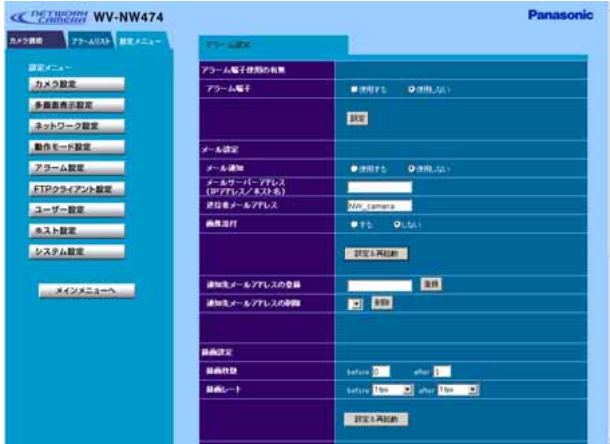 NETWORK CAMERA WV-NW474
Panasonic
カメラ映像 アラームリスト 設定メニュー
アラーム設定
設定メニュー
カメラ設定
多画面表示設定
ネットワーク設定
動作モード設定
アラーム設定
FTPクライアント設定
ユーザー設定
ホスト設定
システム設定
メインメニューへ
アラーム端子使用の有無
アラーム端子 使用する 使用しない
設定
メール設定
メール通知 使用する 使用しない
メールサーバーアドレス
(IPアドレス/ホスト名)
送信者メールアドレス NW_camera
画像添付 する しない
設定&再起動
通知先メールアドレスの登録 登録
通知先メールアドレスの削除 削除
録画設定
録画枚数 before 0 after 1
録画レート before 1fps after 1fps
設定&再起動